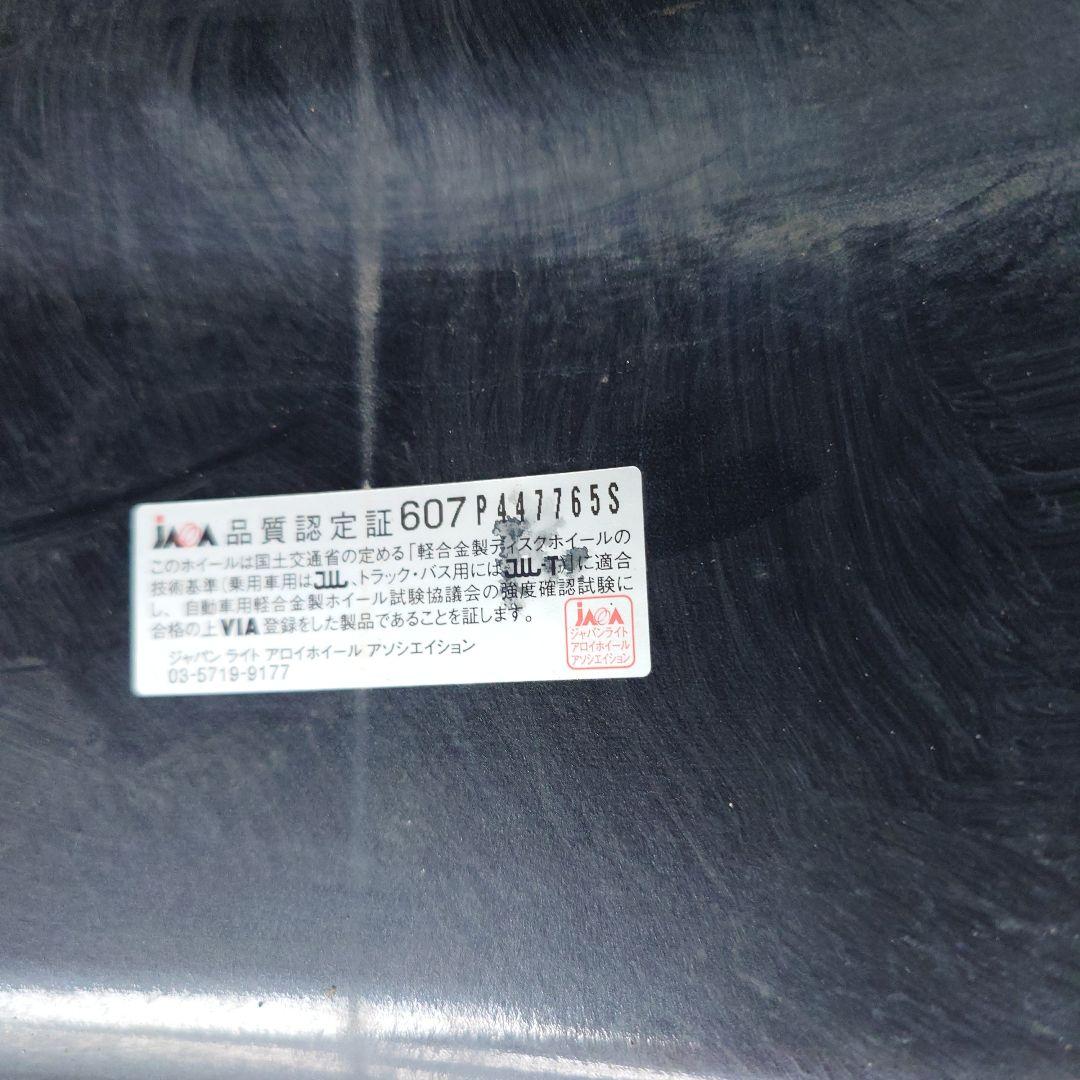 JAWA 品質認定証 607 P447765S
このホイールは国土交通省の定める「軽合金製ディスクホイールの
技術基準（乗用車用はJWL、トラック・バス用にはJWL-T）」に適合
し、自動車用軽合金製ホイール試験協議会の強度確認試験に
合格の上VIA登録をした製品であることを証します。
ジャパン ライト アロイホイール アソシエイション
03-5719-9177
JAWA
ジャパンライト
アロイホイール
アソシエイション